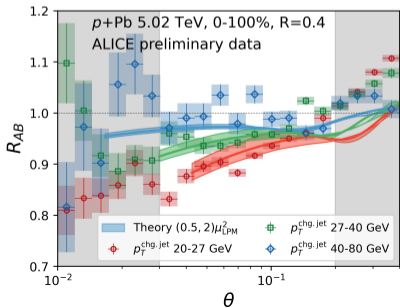 p+Pb 5.02 TeV, 0-100%, R=0.4
ALICE preliminary data
1.2
1.1
1.0
0.9
0.8
0.7
R_AB
Theory (0.5, 2)μ²_LPM
p_T^chg. jet 20-27 GeV
p_T^chg. jet 27-40 GeV
p_T^chg. jet 40-80 GeV
10⁻²
10⁻¹
θ